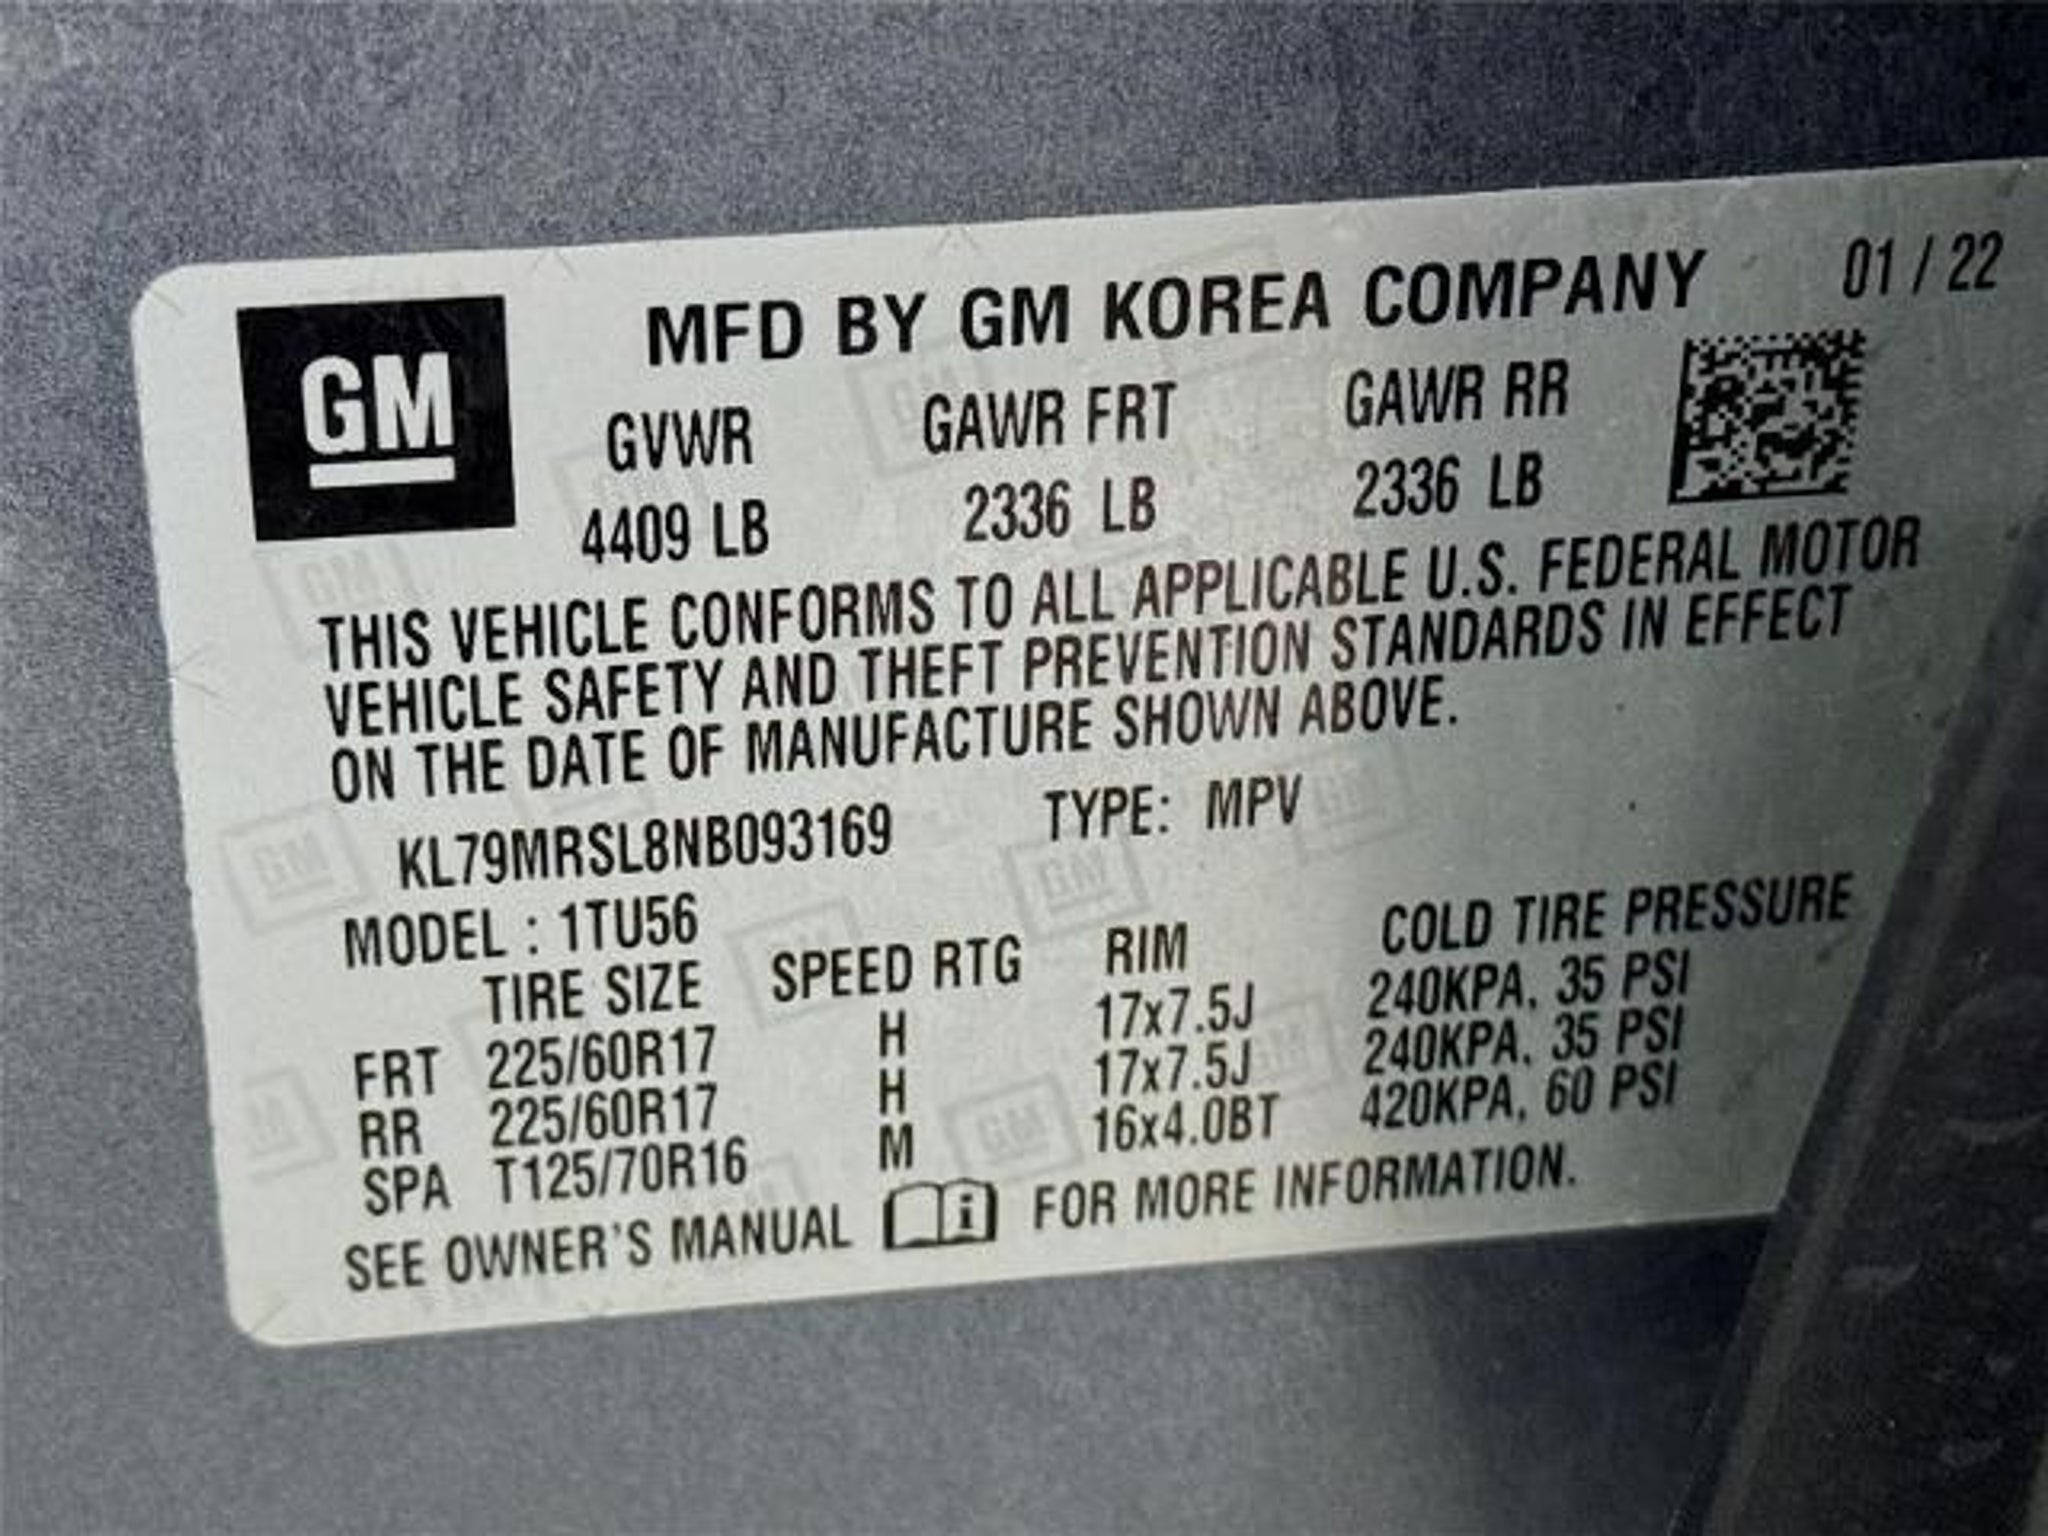 GM
MFD BY GM KOREA COMPANY 01 / 22
GVWR GAWR FRT GAWR RR
4409 LB 2336 LB 2336 LB
THIS VEHICLE CONFORMS TO ALL APPLICABLE U.S. FEDERAL MOTOR
VEHICLE SAFETY AND THEFT PREVENTION STANDARDS IN EFFECT
ON THE DATE OF MANUFACTURE SHOWN ABOVE.
KL79MRSL8NB093169 TYPE: MPV
MODEL : 1TU56
TIRE SIZE SPEED RTG RIM COLD TIRE PRESSURE
FRT 225/60R17 H 17x7.5J 240KPA, 35 PSI
RR 225/60R17 H 17x7.5J 240KPA, 35 PSI
SPA T125/70R16 M 16x4.0BT 420KPA, 60 PSI
SEE OWNER'S MANUAL FOR MORE INFORMATION.